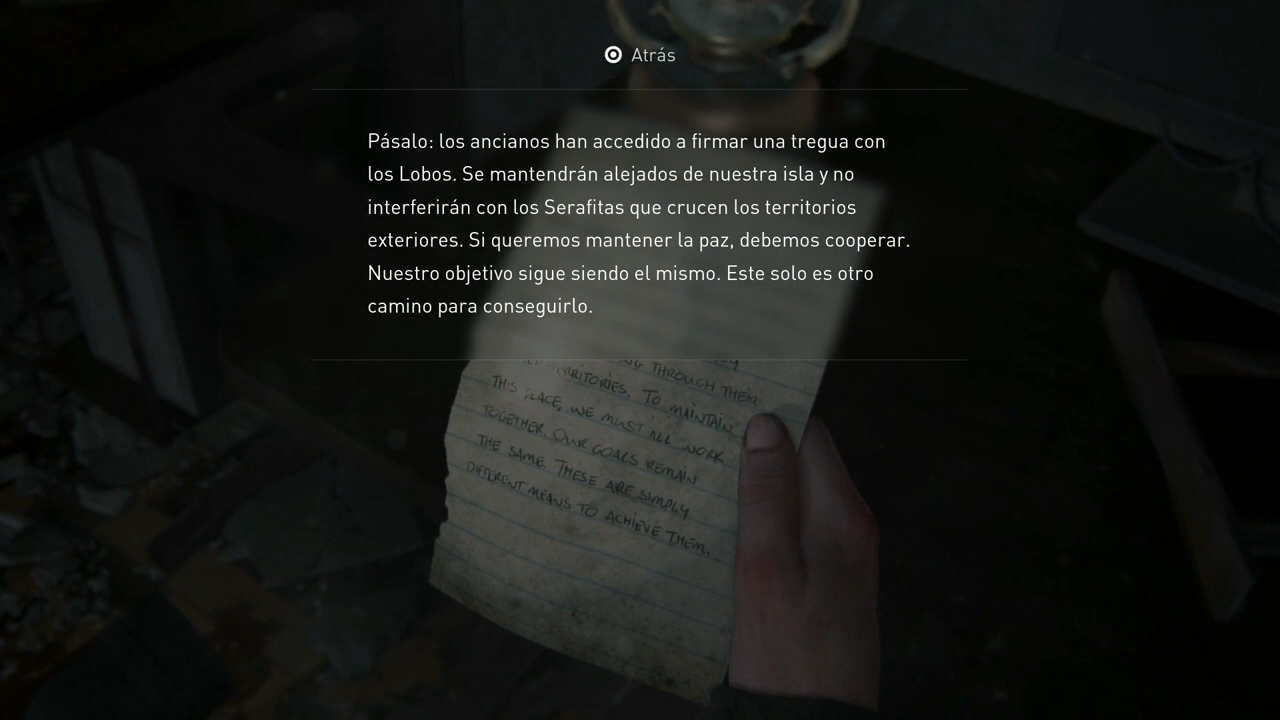 Atrás
Pásalo: los ancianos han accedido a firmar una tregua con
los Lobos. Se mantendrán alejados de nuestra isla y no
interferirán con los Serafitas que crucen los territorios
exteriores. Si queremos mantener la paz, debemos cooperar.
Nuestro objetivo sigue siendo el mismo. Este solo es otro
camino para conseguirlo.
THROUGH THEIR
TERRITORIES. TO MAINTAIN
THIS PEACE, WE MUST ALL WORK
TOGETHER. OUR GOALS REMAIN
THE SAME. THESE ARE SIMPLY
DIFFERENT MEANS TO ACHIEVE THEM.